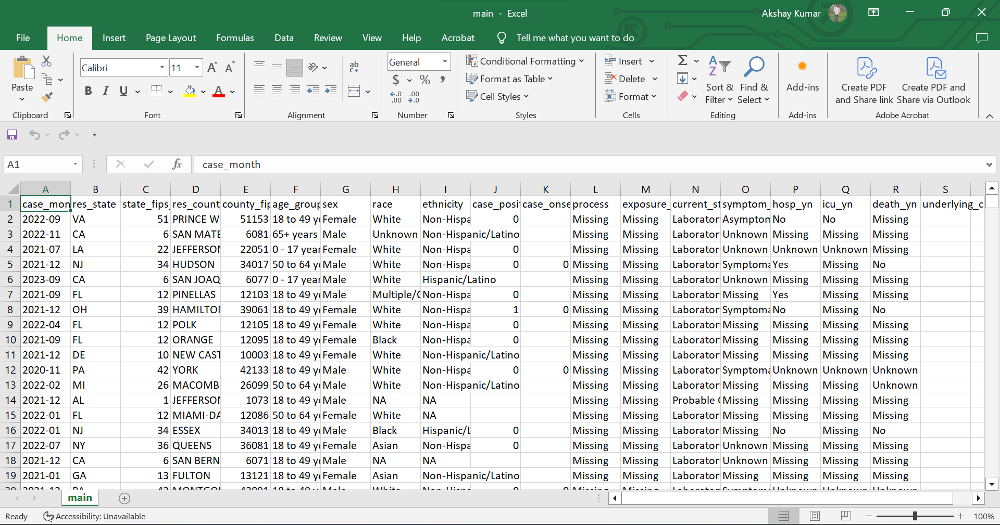 main - Excel
Akshay Kumar
File Home Insert Page Layout Formulas Data Review View Help Acrobat Tell me what you want to do
Paste
Clipboard
Calibri 11
B I U A
Font
ab
Alignment
General
$ % ,
Number
Conditional Formatting
Format as Table
Cell Styles
Styles
Insert
Delete
Format
Cells
Sort & Filter
Find & Select
Editing
Add-ins
Add-ins
Create PDF and Share link
Create PDF and Share via Outlook
Adobe Acrobat
A1 fx case_month
A B C D E F G H I J K L M N O P Q R S
1 case_mon res_state state_fips_ res_count county_fip age_group sex race ethnicity case_posit case_onse process exposure_ current_st symptom_ hosp_yn icu_yn death_yn underlying_c
2 2022-09 VA 51 PRINCE W 51153 18 to 49 ye Female White Non-Hispa 0 Missing Missing Laborator Asymptom No No Missing
3 2022-11 CA 6 SAN MATE 6081 65+ years Male Unknown Non-Hispanic/Latino Missing Missing Laborator Unknown Missing Missing Missing
4 2021-07 LA 22 JEFFERSON 22051 0 - 17 year Female White Non-Hispa 0 Missing Missing Laborator Unknown Unknown Unknown Missing
5 2021-12 NJ 34 HUDSON 34017 50 to 64 ye Male White Non-Hispa 0 0 Missing Missing Laborator Symptoma Yes Missing No
6 2023-09 CA 6 SAN JOAQ 6077 0 - 17 year Male White Hispanic/Latino Missing Missing Laborator Unknown Missing Missing Missing
7 2021-09 FL 12 PINELLAS 12103 18 to 49 ye Male Multiple/O Non-Hispa 0 Missing Missing Laborator Missing Yes Missing Missing
8 2021-12 OH 39 HAMILTON 39061 18 to 49 ye Female White Non-Hispa 1 0 Missing Missing Laborator Symptoma No Missing No
9 2022-04 FL 12 POLK 12105 18 to 49 ye Female White Non-Hispa 0 Missing Missing Laborator Missing Missing Missing Missing
10 2021-09 FL 12 ORANGE 12095 18 to 49 ye Female Black Non-Hispa 0 Missing Missing Laborator Missing Missing Missing Missing
11 2021-12 DE 10 NEW CAST 10003 18 to 49 ye Female White Non-Hispanic/Latino Missing Missing Laborator Missing Missing Missing Missing
12 2020-11 PA 42 YORK 42133 18 to 49 ye Male White Non-Hispa 0 0 Missing Missing Laborator Symptoma Unknown Unknown Unknown
13 2022-02 MI 26 MACOMB 26099 50 to 64 ye Male White Non-Hispanic/Latino Missing Missing Laborator Missing Missing Missing Unknown
14 2021-12 AL 1 JEFFERSON 1073 18 to 49 ye Male NA NA Missing Missing Probable C Missing Missing Missing Missing
15 2022-01 FL 12 MIAMI-DA 12086 50 to 64 ye Female White NA Missing Missing Laborator Missing Missing Missing Missing
16 2022-01 NJ 34 ESSEX 34013 18 to 49 ye Male Black Hispanic/L 0 Missing Missing Laborator Missing No Missing No
17 2022-07 NY 36 QUEENS 36081 18 to 49 ye Female Asian Non-Hispa 0 Missing Missing Laborator Unknown Missing Missing Missing
18 2021-12 CA 6 SAN BERN 6071 18 to 49 ye Male NA NA Missing Missing Laborator Unknown Missing Missing Missing
19 2021-01 GA 13 FULTON 13121 18 to 49 ye Female Asian Non-Hispanic/Latino Missing Missing Laborator Missing Missing Missing Missing
main
Ready Accessibility: Unavailable
100%